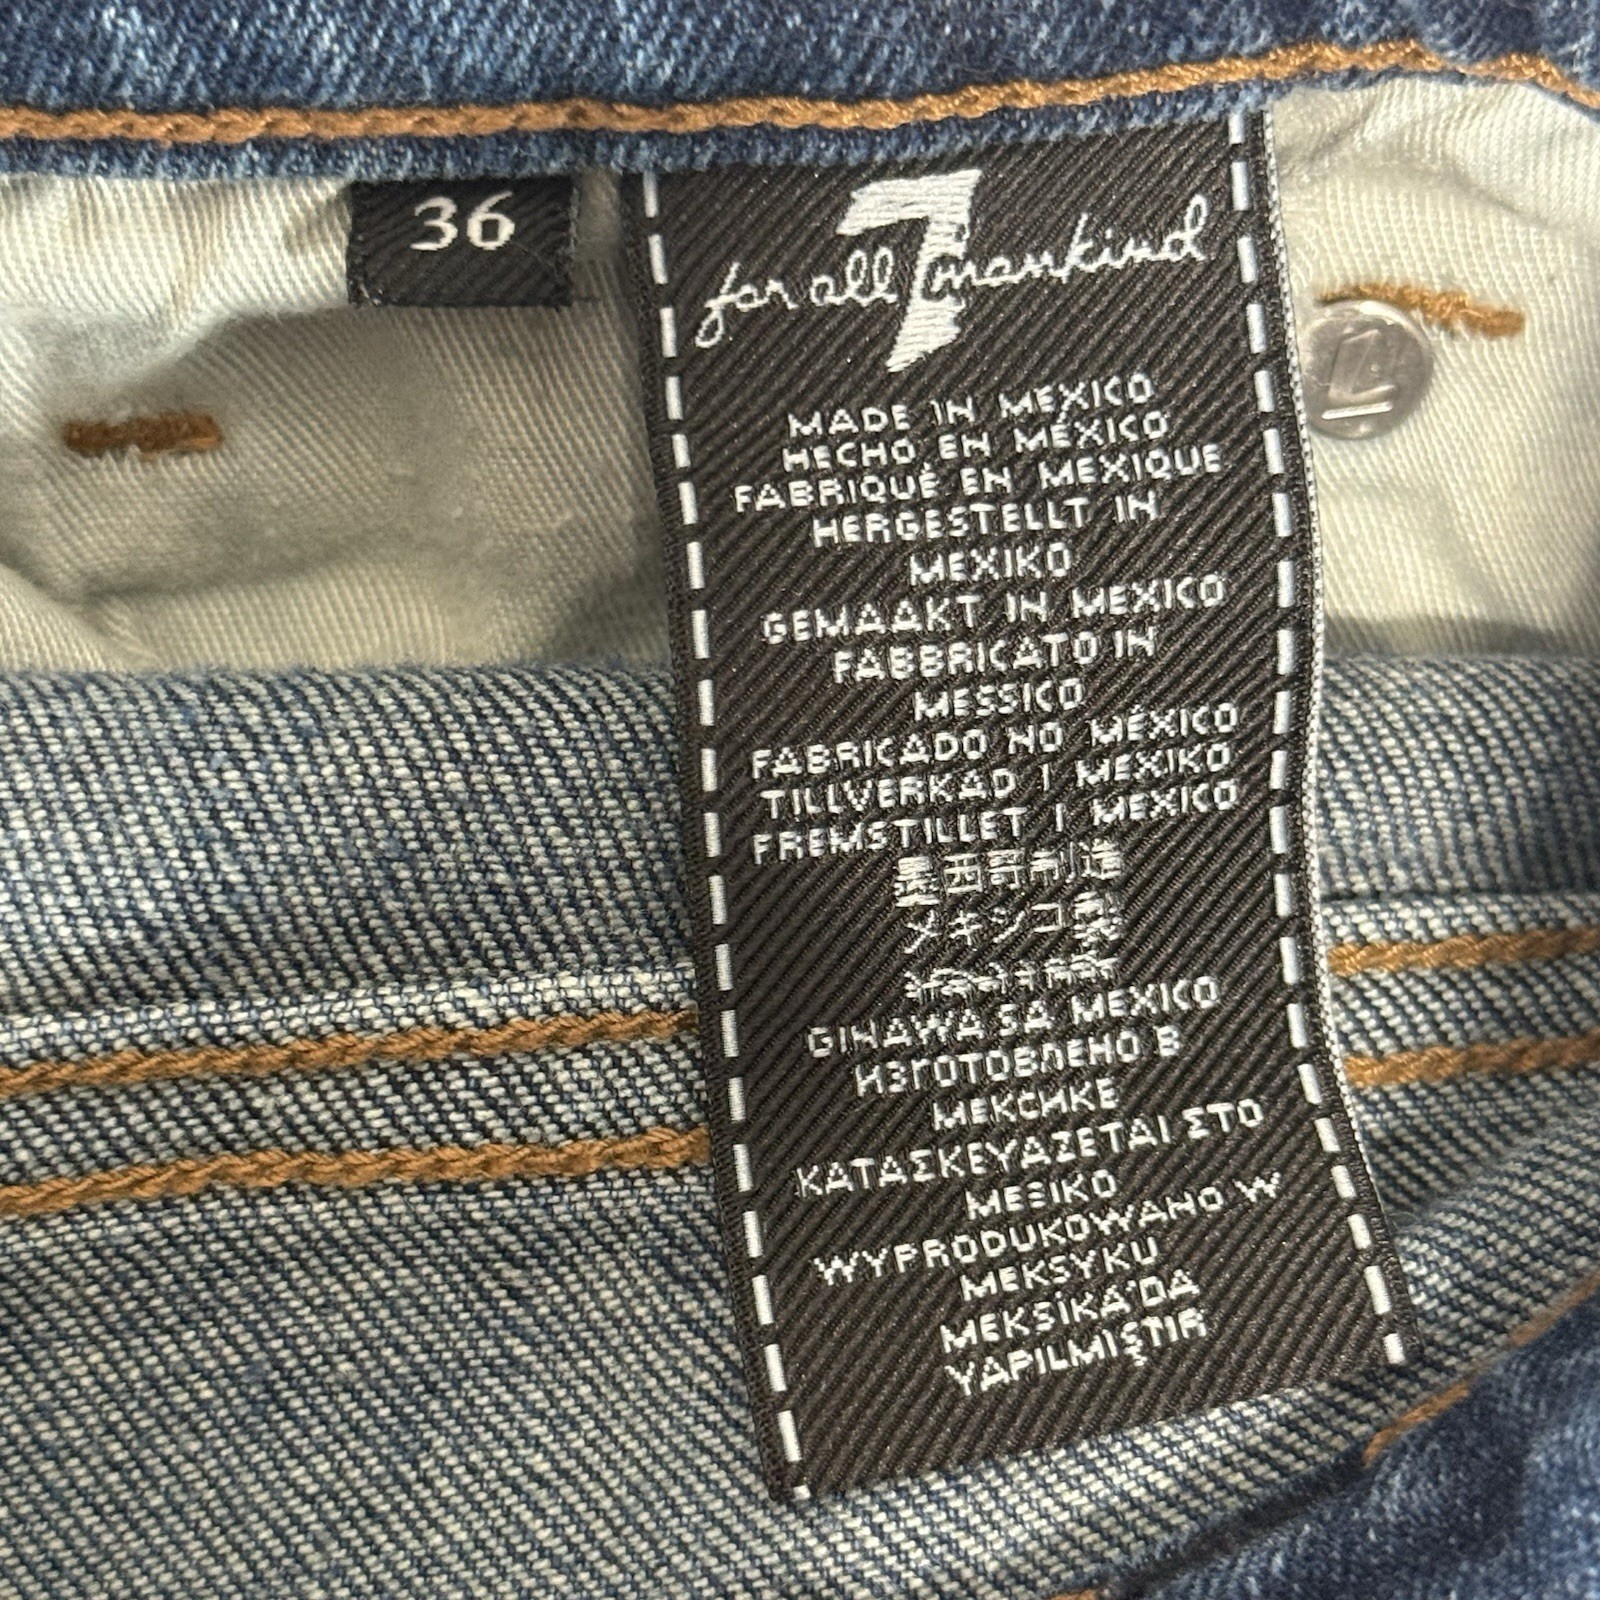 36
7
for all mankind
MADE IN MEXICO
HECHO EN MÉXICO
FABRIQUÉ EN MEXIQUE
HERGESTELLT IN
MEXIKO
GEMAAKT IN MEXICO
FABBRICATO IN
MESSICO
FABRICADO NO MÉXICO
TILLVERKAD I MEXIKO
FREMSTILLET I MEXICO
墨西哥制造
メキシコ製
GINAWA SA MEXICO
ИЗГОТОВЛЕНО В
МЕКСИКЕ
ΚΑΤΑΣΚΕΥΑΖΕΤΑΙ ΣΤΟ
ΜΕΞΙΚΟ
WYPRODUKOWANO W
MEKSYKU
MEKSİKA'DA
YAPILMIŞTIR